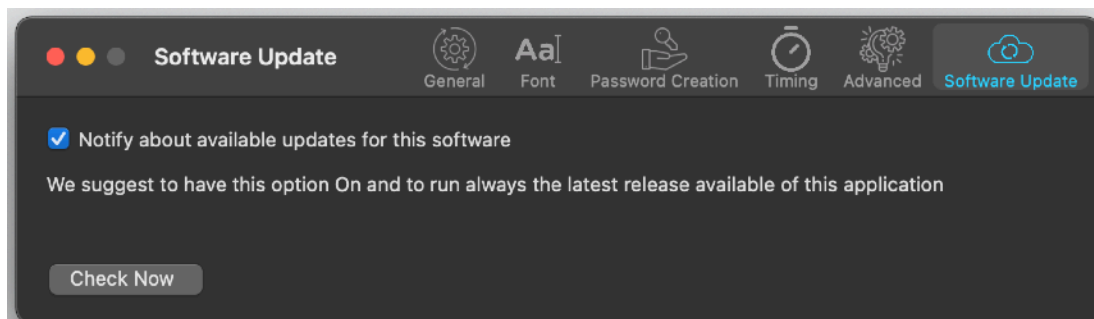 Software Update
Aa
General
Font
Password Creation
Timing
Advanced
Software Update
Notify about available updates for this software
We suggest to have this option On and to run always the latest release available of this application
Check Now